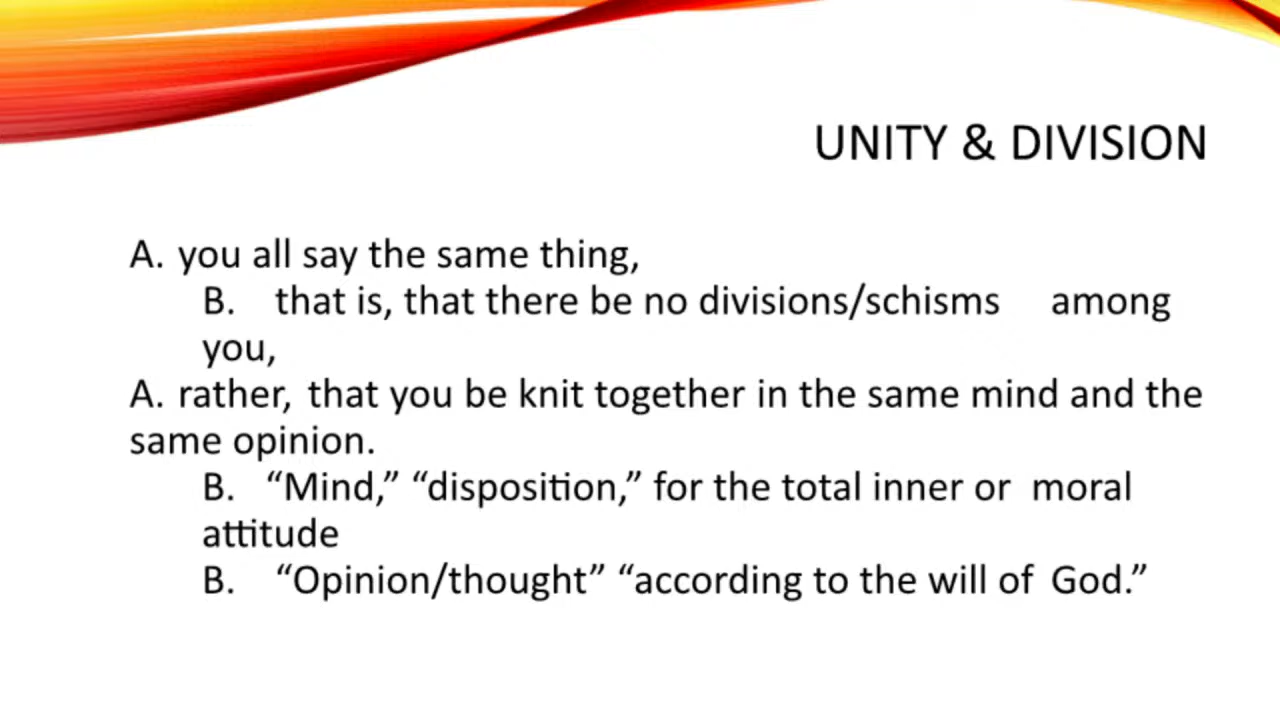 UNITY & DIVISION
A. you all say the same thing,
B. that is, that there be no divisions/schisms among
you,
A. rather, that you be knit together in the same mind and the
same opinion.
B. “Mind,” “disposition,” for the total inner or moral
attitude
B. “Opinion/thought” “according to the will of God.”